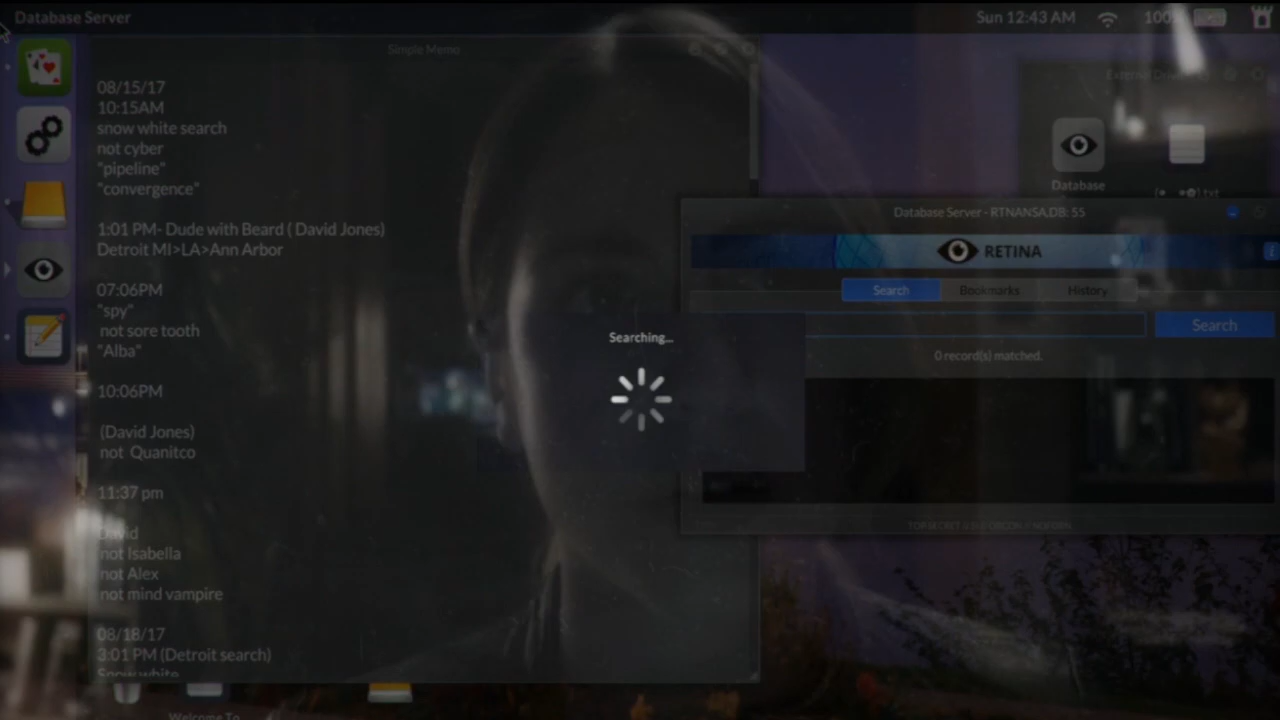 Database Server
Sun 12:43 AM
Simple Memo
08/15/17
10:15AM
snow white search
not cyber
"pipeline"
"convergence"
1:01 PM- Dude with Beard ( David Jones)
Detroit MI>LA>Ann Arbor
07:06PM
"spy"
not sore tooth
"Alba"
10:06PM
(David Jones)
not Quanitco
11:37 pm
David
not Isabella
not Alex
not mind vampire
08/18/17
3:01 PM (Detroit search)
Snow white
Database
Database Server - RTNANSA.DB: 55
RETINA
Search
Bookmarks
History
Search
0 record(s) matched.
Searching...
Welcome To